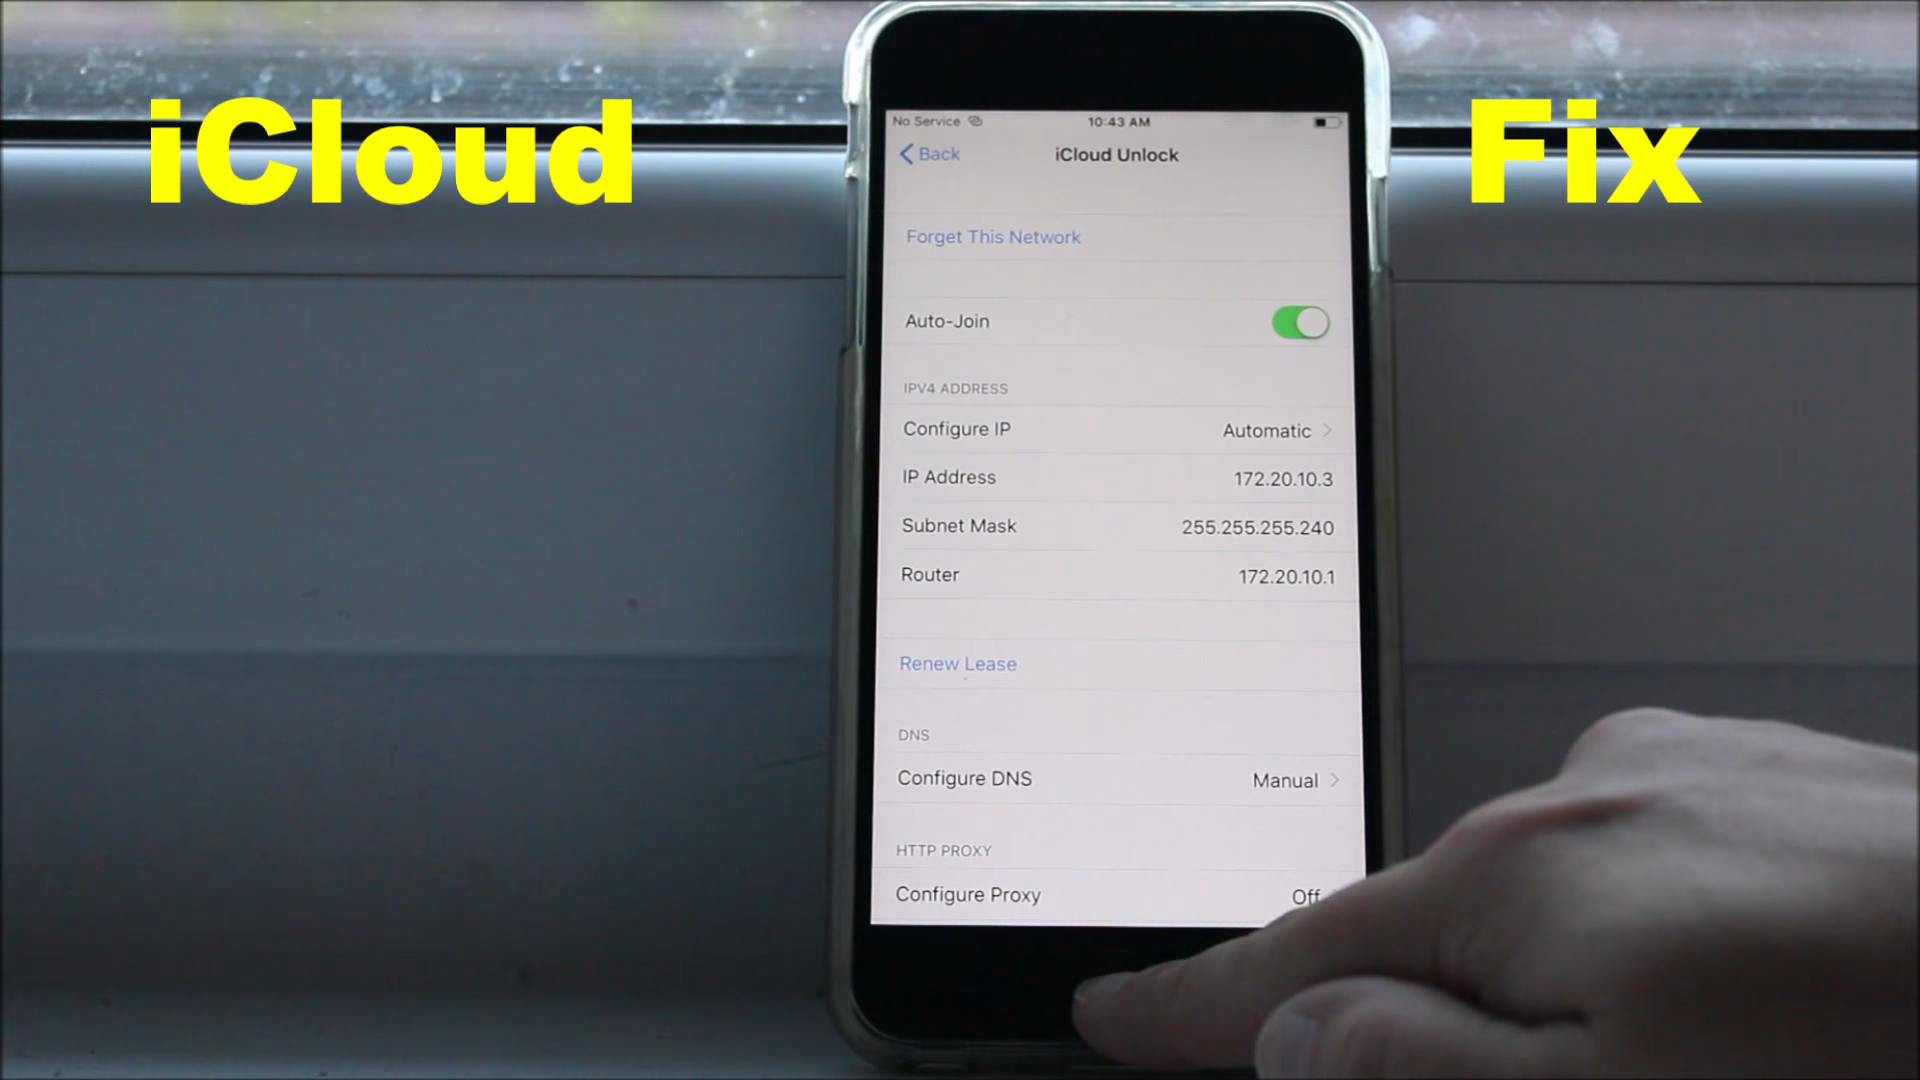 iCloud Fix
No Service 10:43 AM
Back iCloud Unlock
Forget This Network
Auto-Join
IPV4 ADDRESS
Configure IP Automatic
IP Address 172.20.10.3
Subnet Mask 255.255.255.240
Router 172.20.10.1
Renew Lease
DNS
Configure DNS Manual
HTTP PROXY
Configure Proxy Off